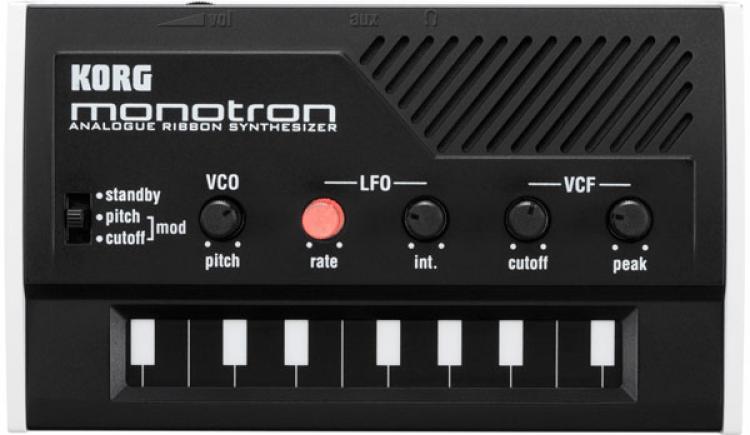 vol aux
KORG
monotron
ANALOGUE RIBBON SYNTHESIZER
VCO LFO VCF
standby
pitch
cutoff
mod
pitch rate int. cutoff peak